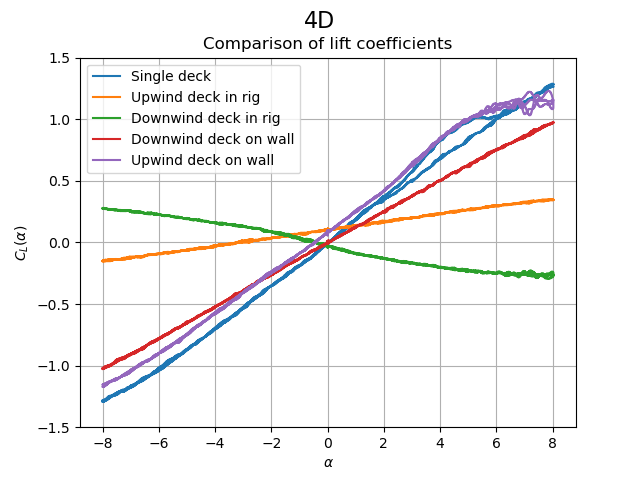 4D
Comparison of lift coefficients
Single deck
Upwind deck in rig
Downwind deck in rig
Downwind deck on wall
Upwind deck on wall
1.5
1.0
0.5
0.0
−0.5
−1.0
−1.5
C_L(α)
−8 −6 −4 −2 0 2 4 6 8
α